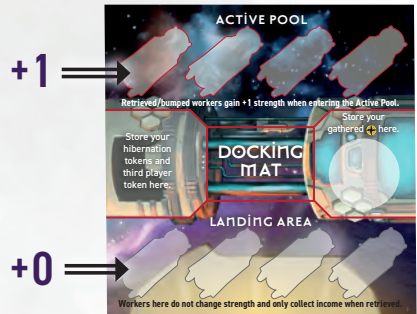 ACTIVE POOL
+1
Retrieved/bumped workers gain +1 strength when entering the Active Pool.
Store your
hibernation
tokens and
third player
token here.
DOCKING
MAT
Store your
gathered here.
LANDING AREA
+0
Workers here do not change strength and only collect income when retrieved.